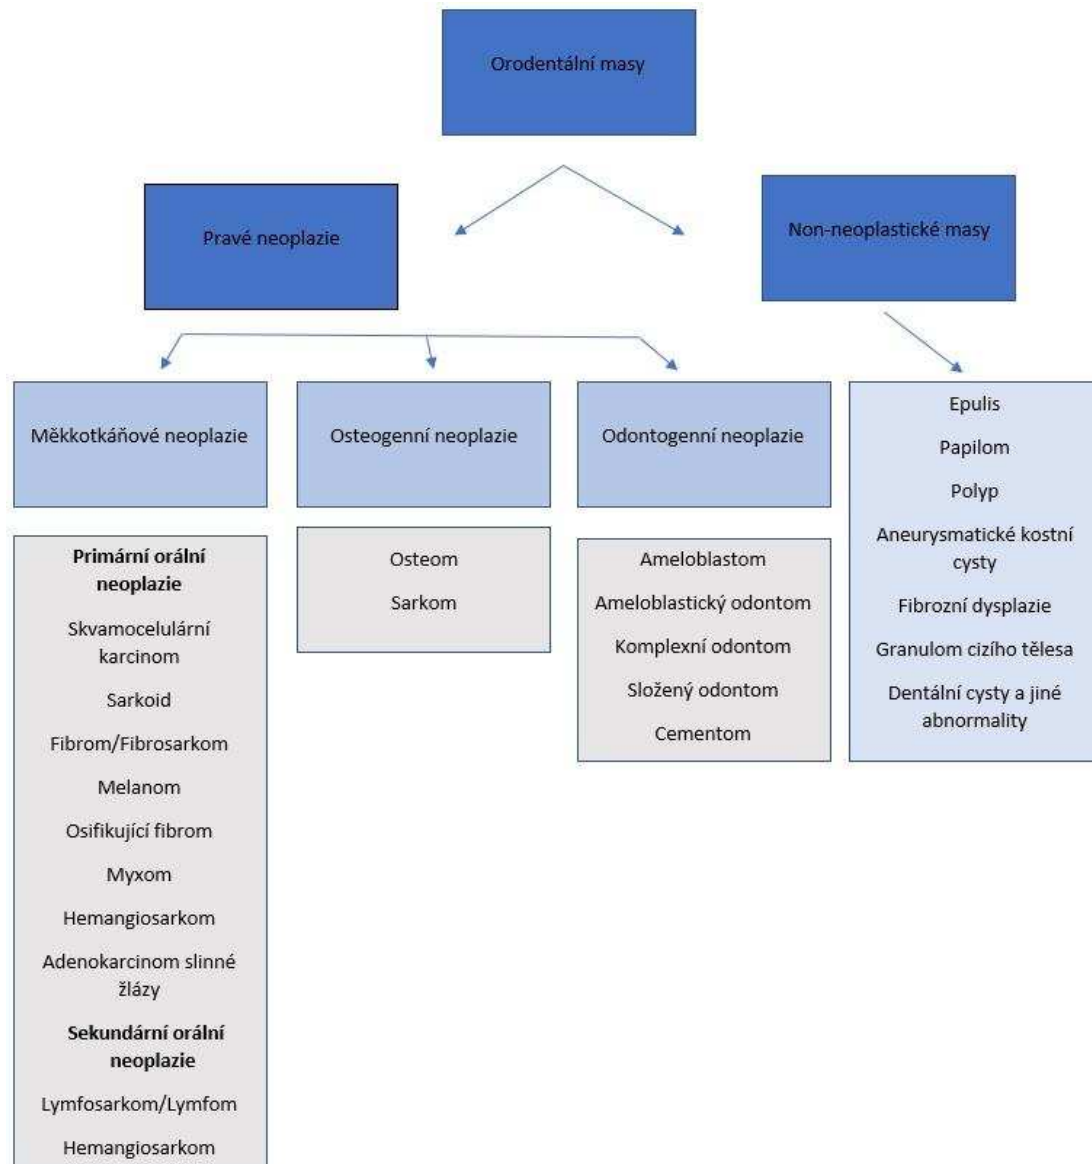 Orodentální masy
Pravé neoplazie
Non-neoplastické masy
Měkkotkáňové neoplazie
Osteogenní neoplazie
Odontogenní neoplazie
Primární orální
neoplazie
Skvamocelulární
karcinom
Sarkoid
Fibrom/Fibrosarkom
Melanom
Osifikující fibrom
Myxom
Hemangiosarkom
Adenokarcinom slinné
žlázy
Sekundární orální
neoplazie
Lymfosarkom/Lymfom
Hemangiosarkom
Osteom
Sarkom
Ameloblastom
Ameloblastický odontom
Komplexní odontom
Složený odontom
Cementom
Epulis
Papilom
Polyp
Aneurysmatické kostní
cysty
Fibrozní dysplazie
Granulom cizího tělesa
Dentální cysty a jiné
abnormality